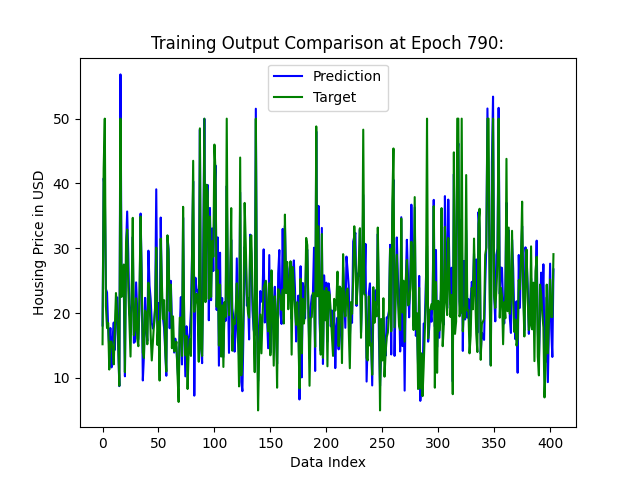 Training Output Comparison at Epoch 790:
Prediction
Target
Housing Price in USD
50
40
30
20
10
0 50 100 150 200 250 300 350 400
Data Index